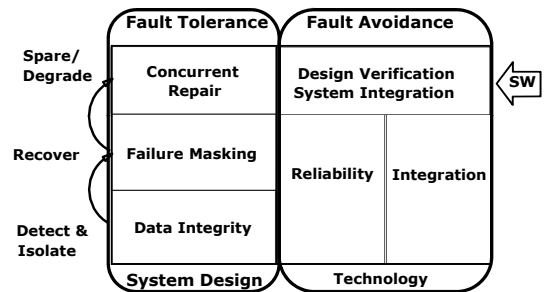 Fault Tolerance
Fault Avoidance
Spare/
Degrade
Concurrent
Repair
Design Verification
System Integration
SW
Recover
Failure Masking
Reliability
Integration
Detect &
Isolate
Data Integrity
System Design
Technology